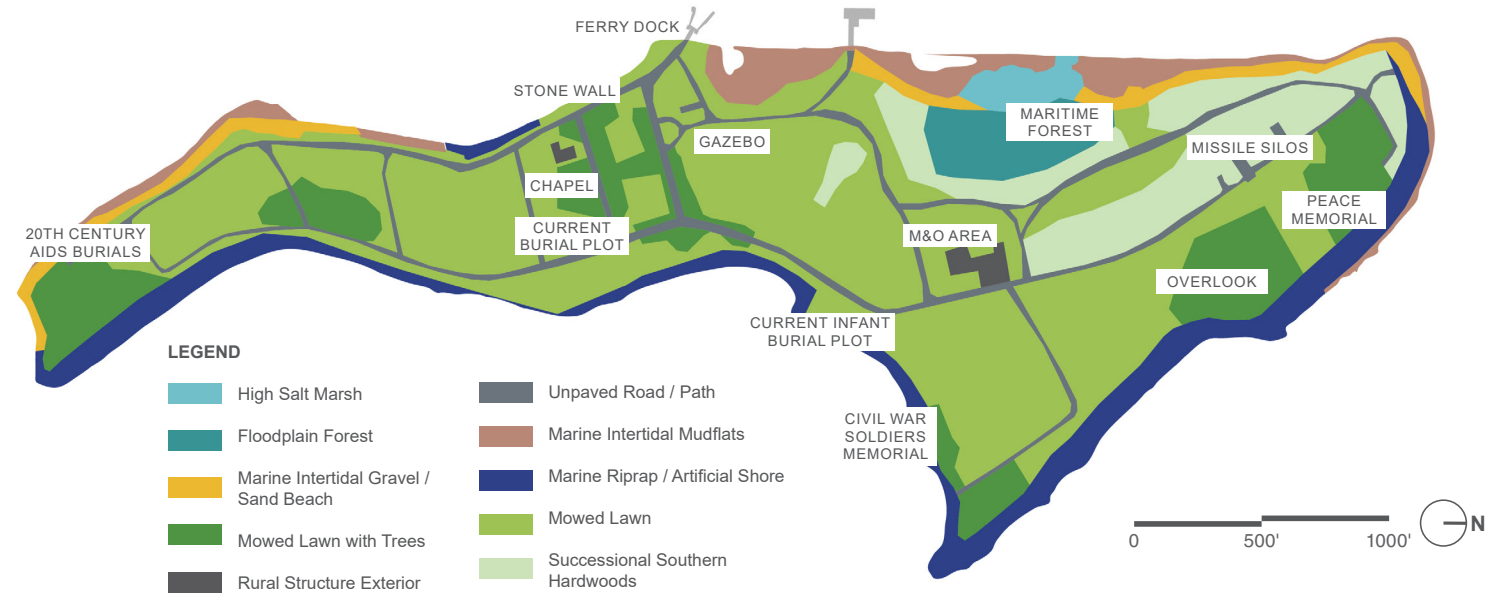 FERRY DOCK
STONE WALL
GAZEBO
MARITIME
FOREST
MISSILE SILOS
CHAPEL
PEACE
MEMORIAL
20TH CENTURY
AIDS BURIALS
CURRENT
BURIAL PLOT
M&O AREA
OVERLOOK
CURRENT INFANT
BURIAL PLOT
CIVIL WAR
SOLDIERS
MEMORIAL
LEGEND
High Salt Marsh
Floodplain Forest
Marine Intertidal Gravel /
Sand Beach
Mowed Lawn with Trees
Rural Structure Exterior
Unpaved Road / Path
Marine Intertidal Mudflats
Marine Riprap / Artificial Shore
Mowed Lawn
Successional Southern
Hardwoods
0 500' 1000'
N